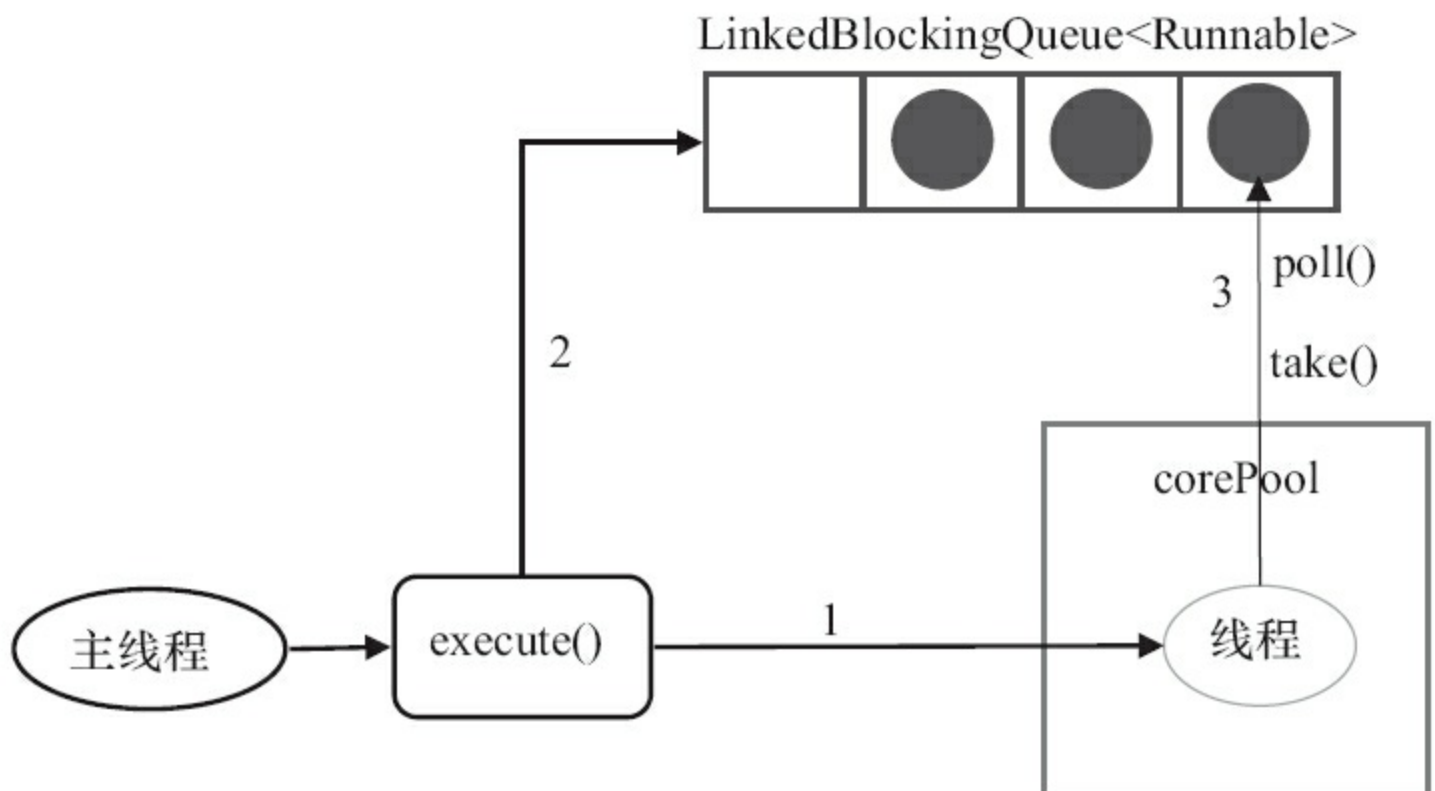 LinkedBlockingQueue<Runnable>
poll()
3
take()
2
corePool
主线程
execute()
1
线程